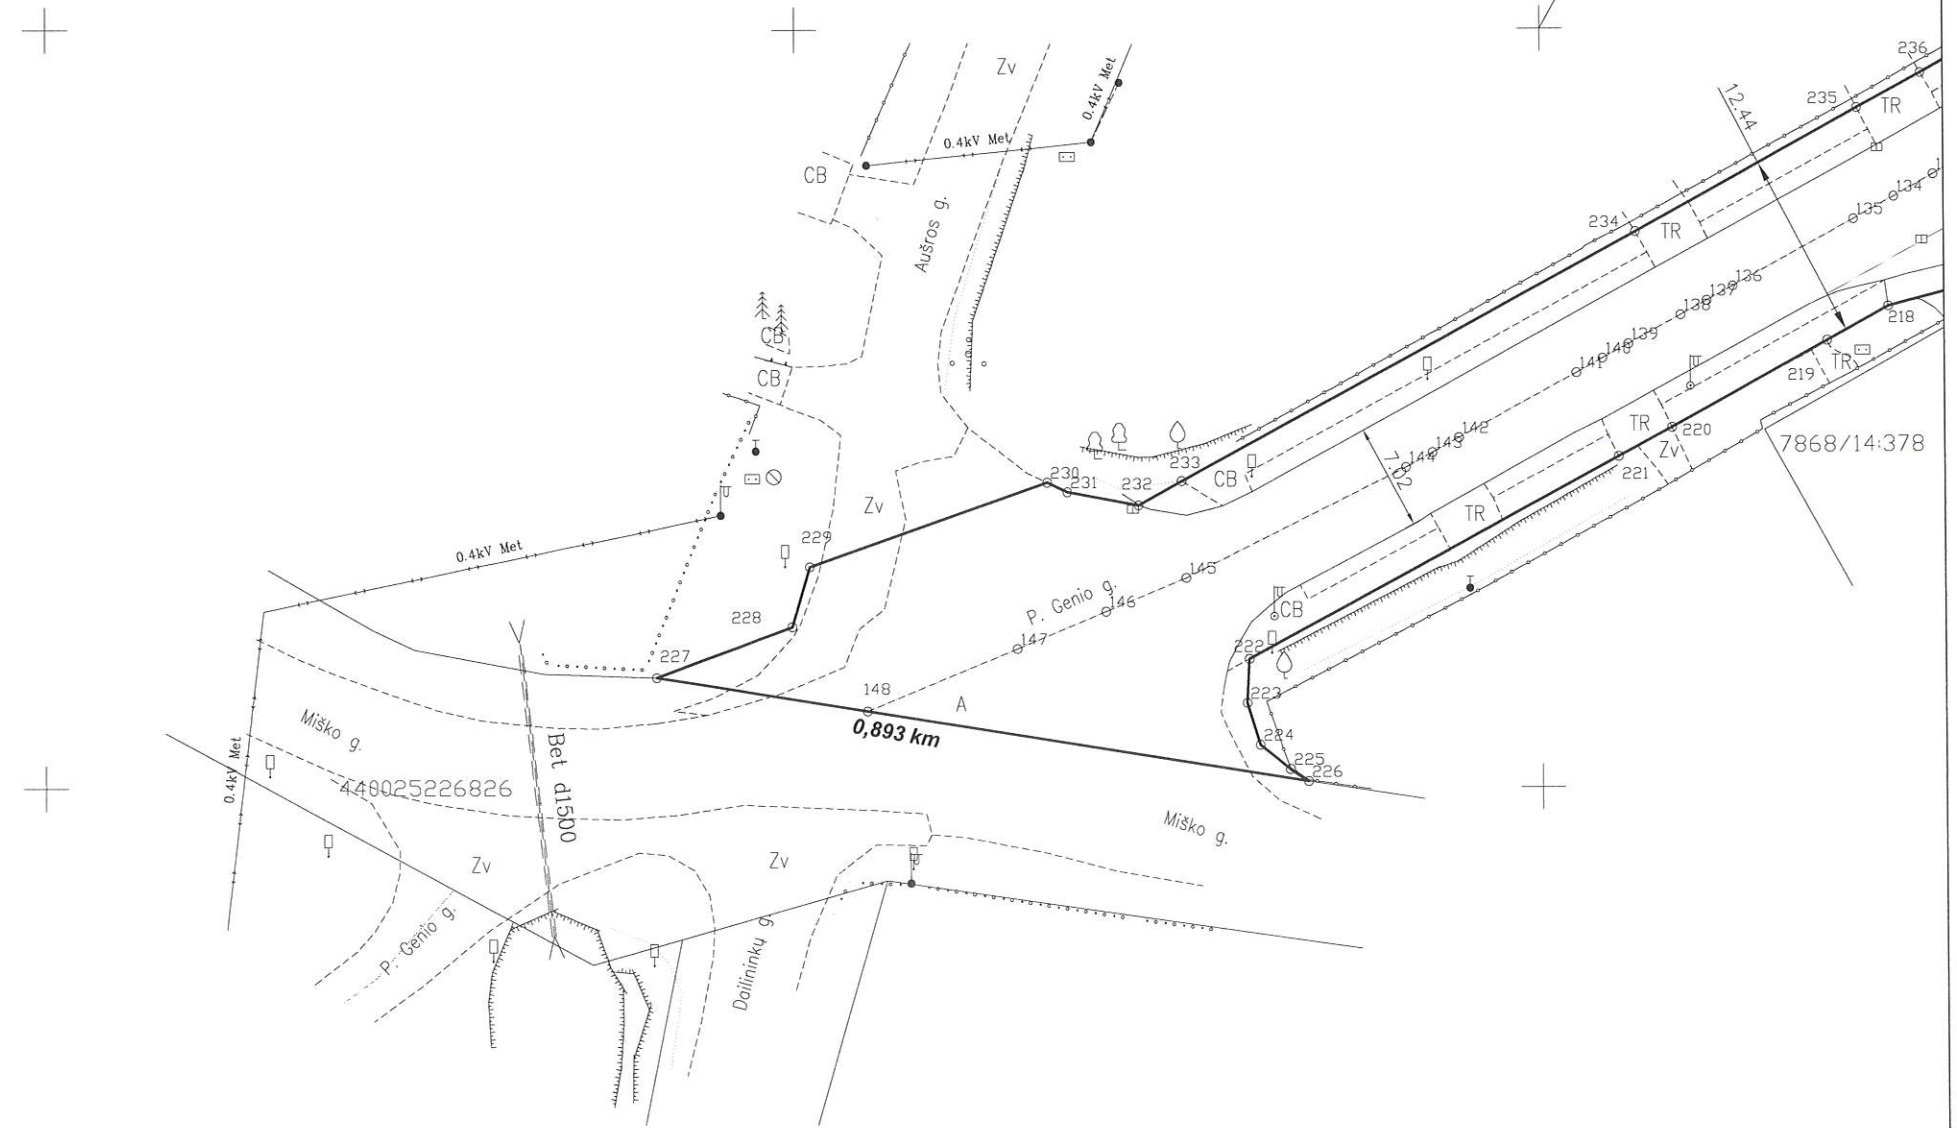 236
Zv
0.4kV Met
235
TR
12.44
0.4kV Met
CB
134
135
234
TR
Aušros g.
136
137
138
218
CB
139
140
141
TR
219
CB
142
143
144
TR
220
7868/14:378
Zv
221
7.02
230
231
232
233
CB
Zv
TR
229
0.4kV Met
145
P. Genio g.
146
CB
228
147
222
227
148
A
223
0,893 km
Miško g.
224
225
226
0.4kV Met
Bet d1500
440025226826
Miško g.
Zv
Zv
P. Genio g.
Dailininkų g.